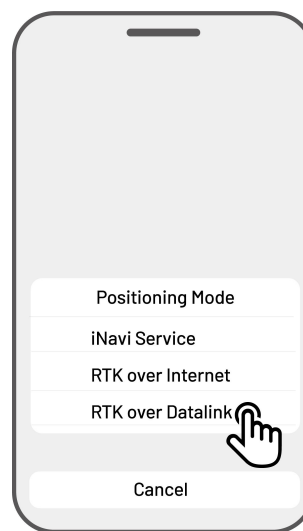 Positioning Mode
iNavi Service
RTK over Internet
RTK over Datalink
Cancel